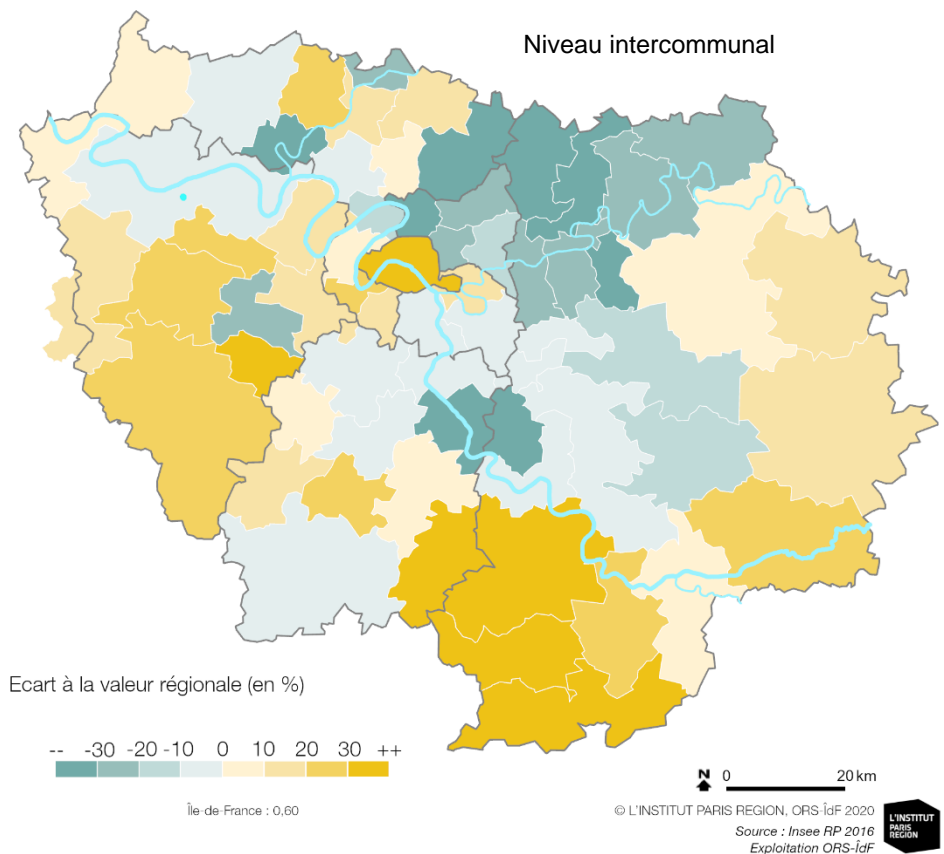 Niveau intercommunal
Ecart à la valeur régionale (en %)
-- -30 -20 -10 0 10 20 30 ++
Île-de-France : 0,60
N 0 20 km
© L'INSTITUT PARIS REGION, ORS-ÎdF 2020
Source : Insee RP 2016
Exploitation ORS-ÎdF
L'INSTITUT
PARIS
REGION